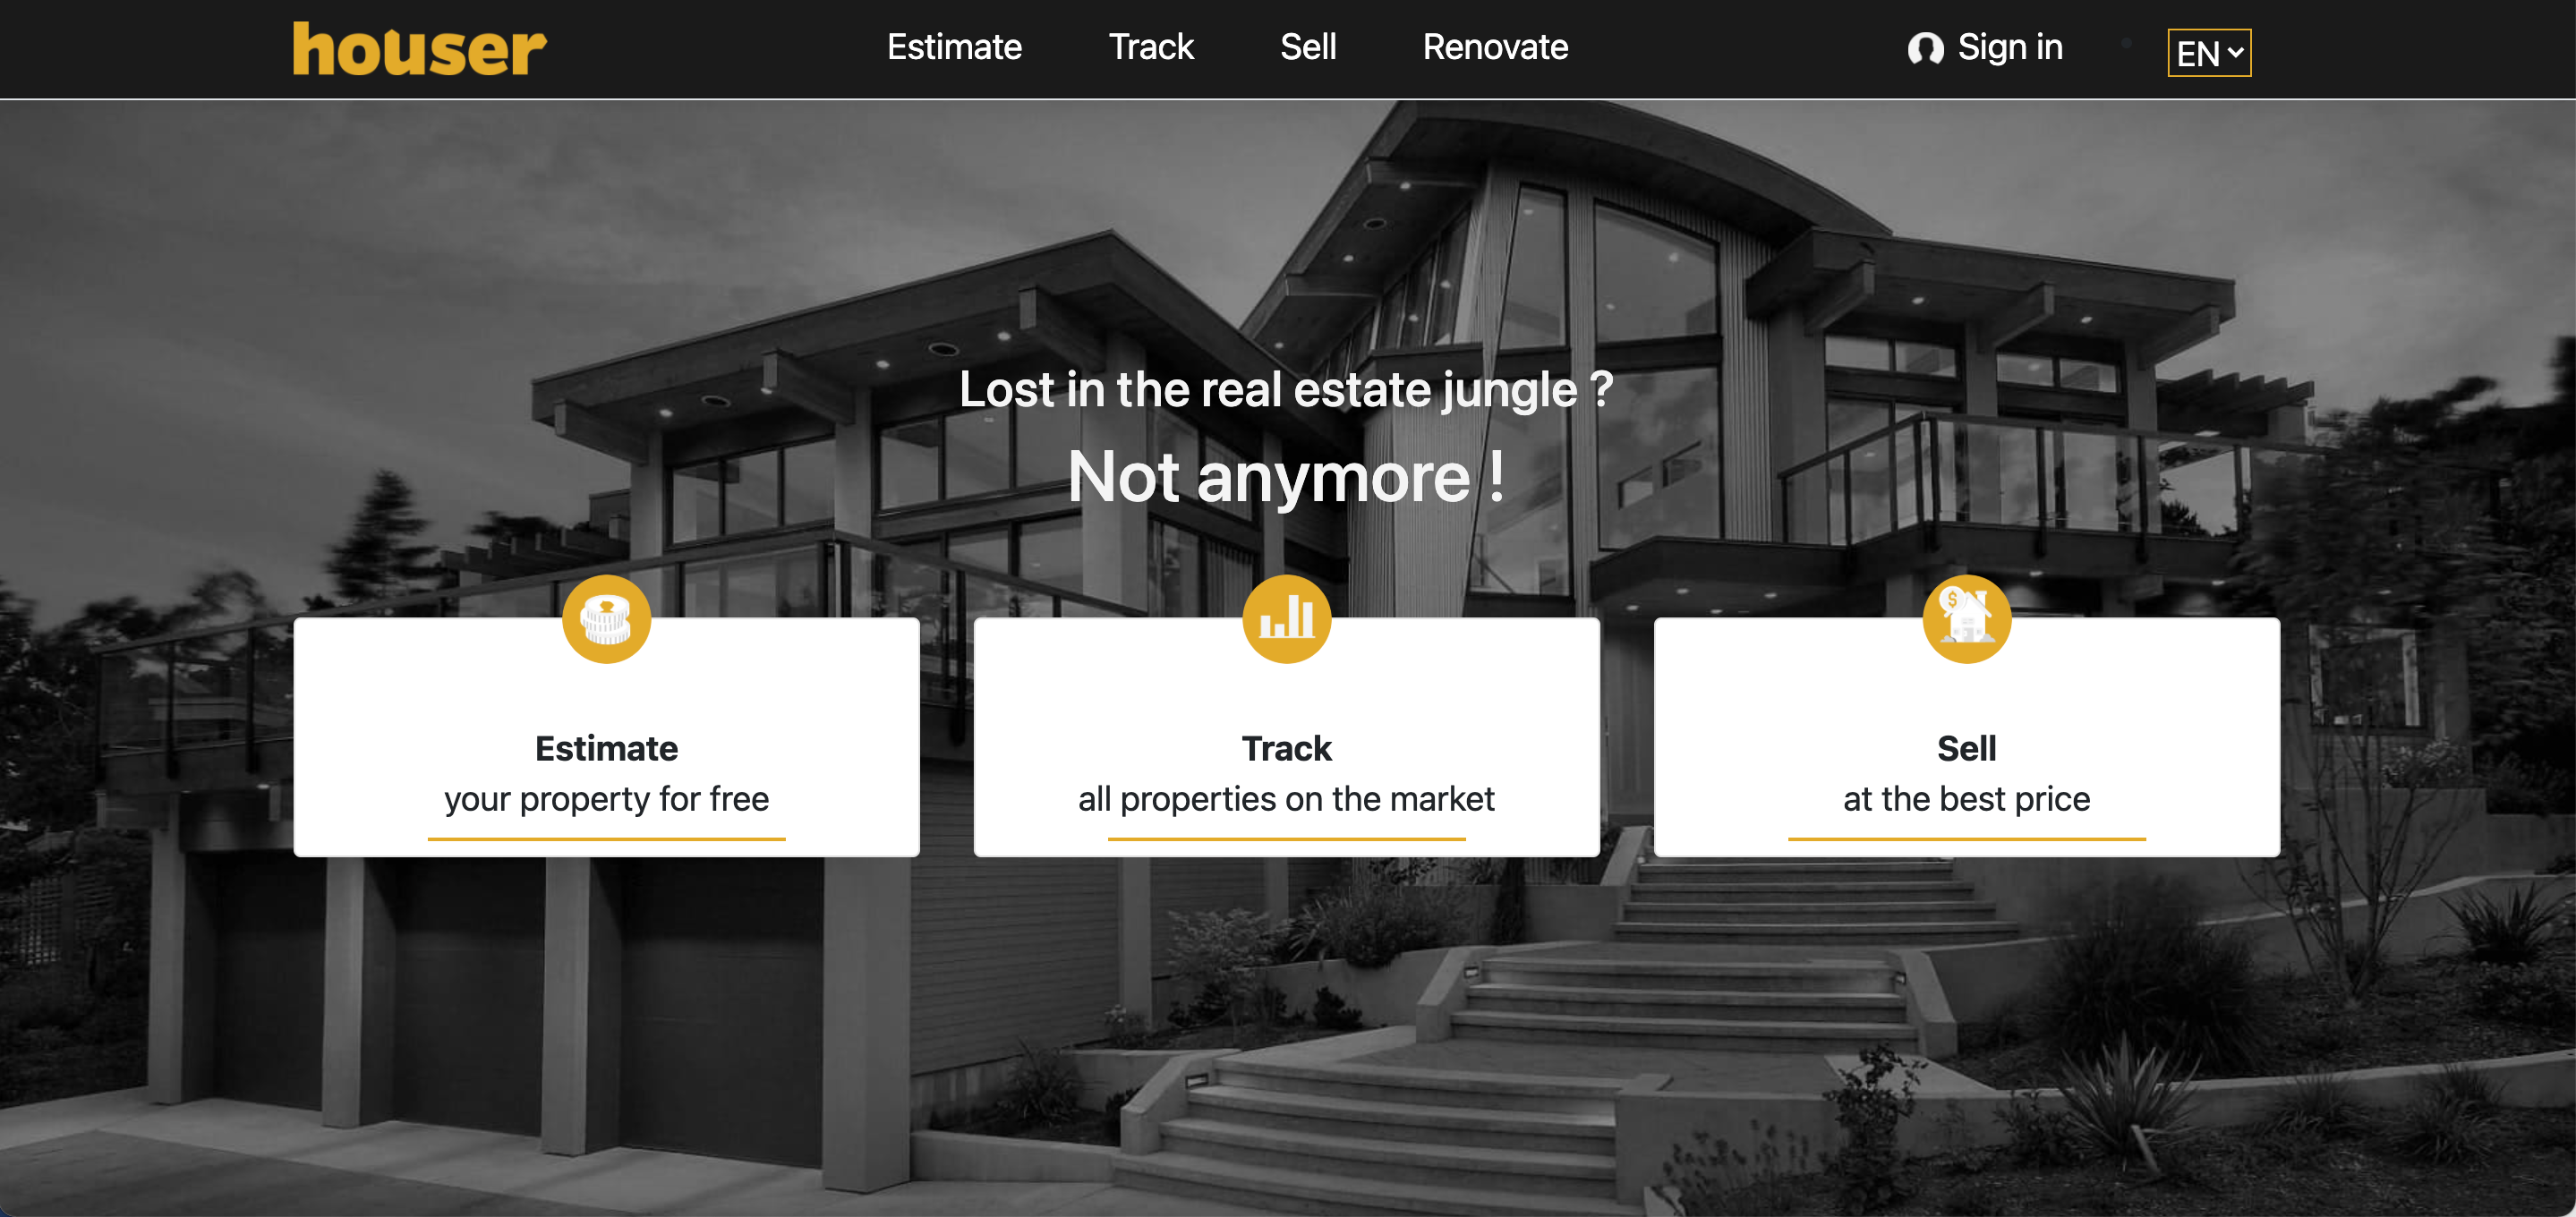 houser
Estimate
Track
Sell
Renovate
Sign in
EN
Lost in the real estate jungle ?
Not anymore !
Estimate
your property for free
Track
all properties on the market
$
Sell
at the best price